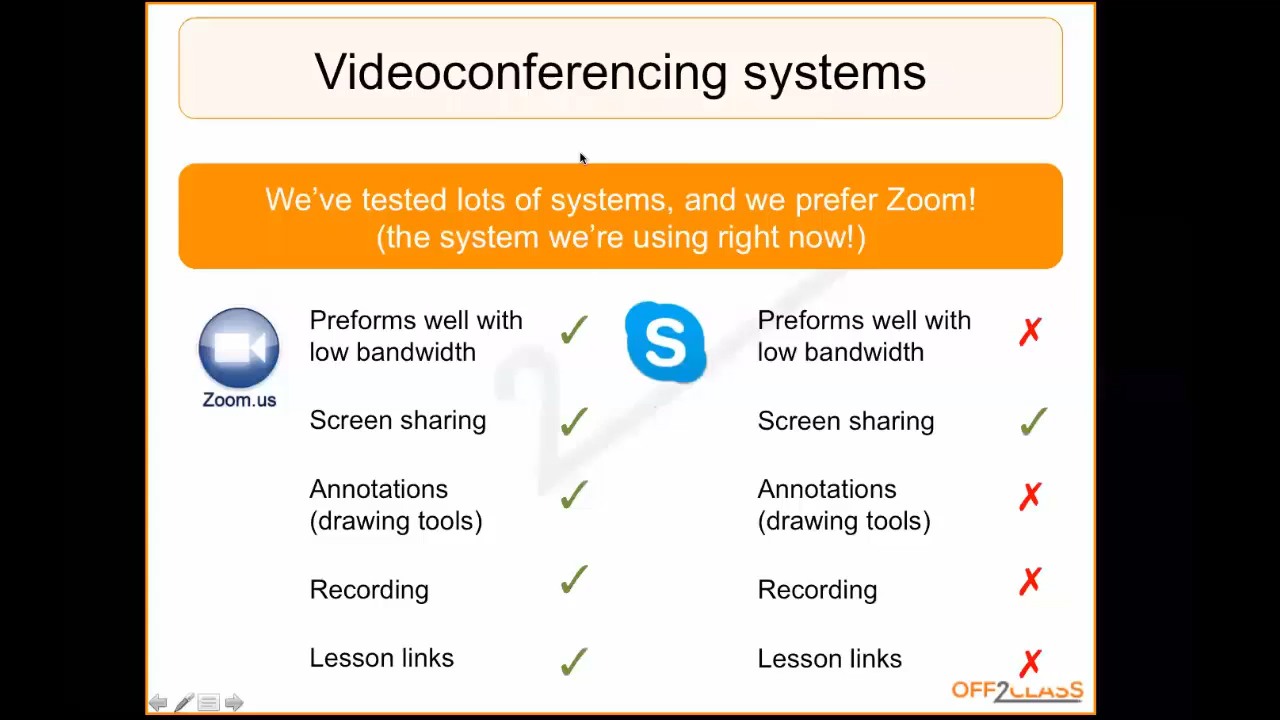 Videoconferencing systems
We've tested lots of systems, and we prefer Zoom!
(the system we're using right now!)
Zoom.us
Preforms well with
low bandwidth
Screen sharing
Annotations
(drawing tools)
Recording
Lesson links
S
Preforms well with
low bandwidth
Screen sharing
Annotations
(drawing tools)
Recording
Lesson links
2
OFF2CLASS